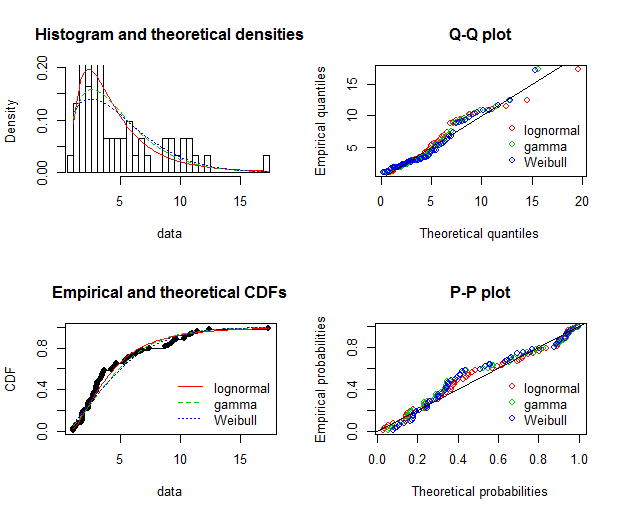 Histogram and theoretical densities
Density
0.00
0.10
0.20
5
10
15
data
Q-Q plot
Empirical quantiles
5
10
15
lognormal
gamma
Weibull
0
5
10
15
20
Theoretical quantiles
Empirical and theoretical CDFs
CDF
0.0
0.4
0.8
lognormal
gamma
Weibull
5
10
15
data
P-P plot
Empirical probabilities
0.0
0.4
0.8
lognormal
gamma
Weibull
0.0
0.2
0.4
0.6
0.8
1.0
Theoretical probabilities